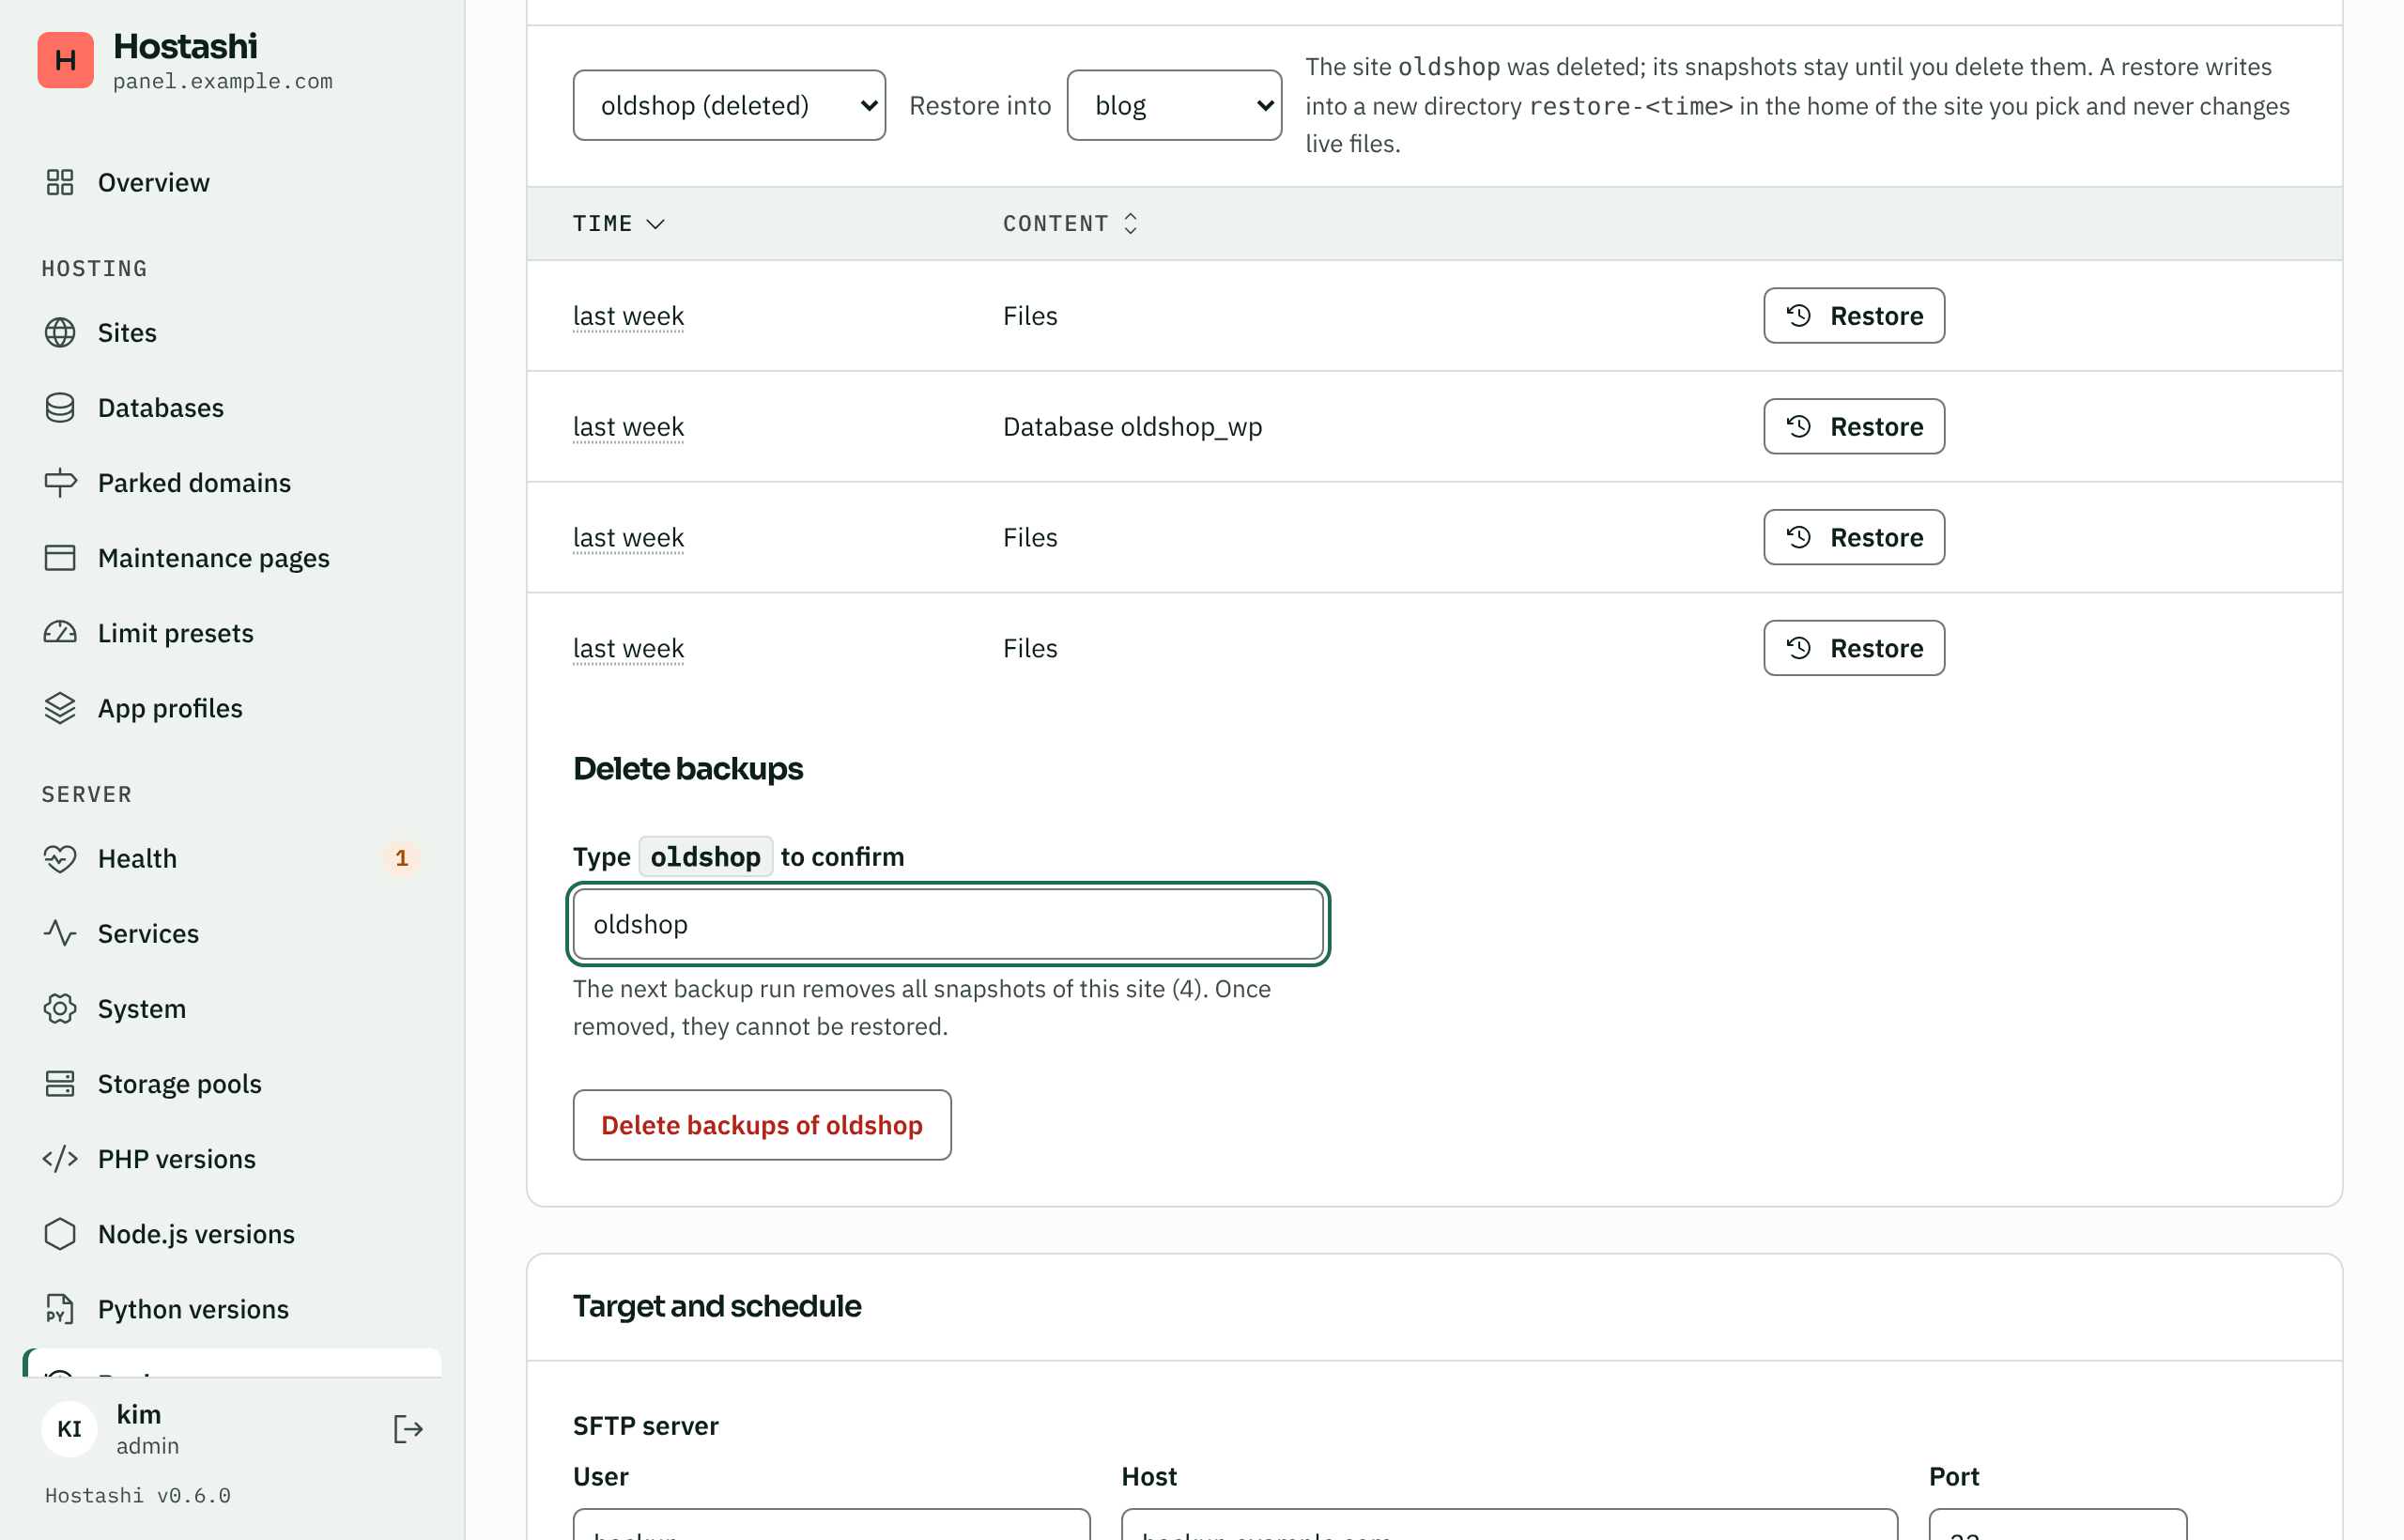 H
Hostashi
panel.example.com
Overview
HOSTING
Sites
Databases
Parked domains
Maintenance pages
Limit presets
App profiles
SERVER
Health 1
Services
System
Storage pools
PHP versions
Node.js versions
PY Python versions
KI
kim
admin
Hostashi v0.6.0
oldshop (deleted) Restore into blog
The site oldshop was deleted; its snapshots stay until you delete them. A restore writes
into a new directory restore-<time> in the home of the site you pick and never changes
live files.
TIME CONTENT
last week Files Restore
last week Database oldshop_wp Restore
last week Files Restore
last week Files Restore
Delete backups
Type oldshop to confirm
oldshop
The next backup run removes all snapshots of this site (4). Once
removed, they cannot be restored.
Delete backups of oldshop
Target and schedule
SFTP server
User Host Port